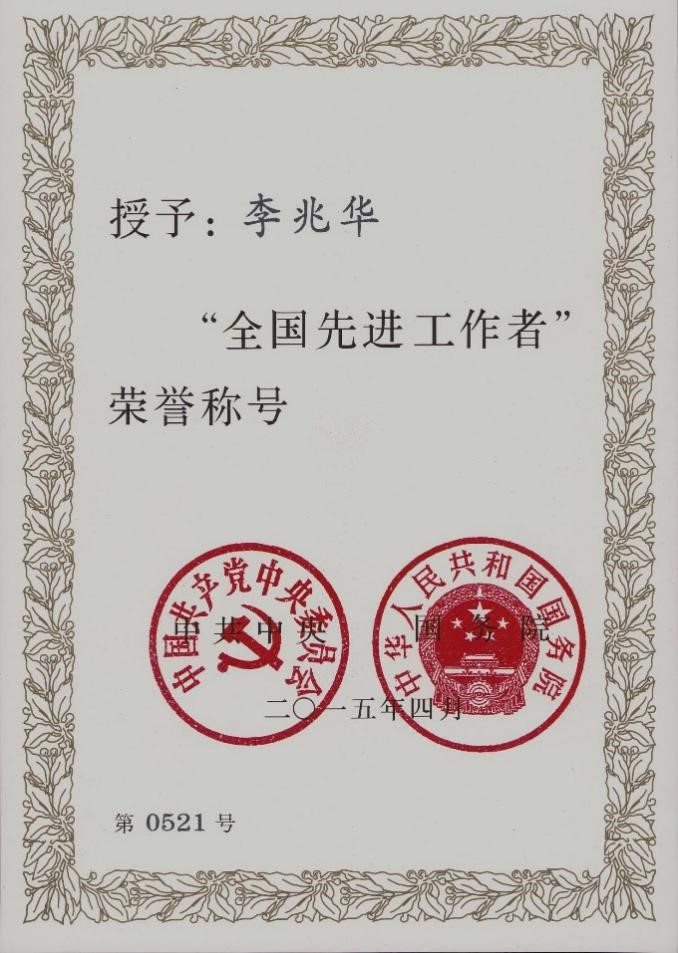 授予：李兆华
“全国先进工作者”
荣誉称号
中国共产党中央委员会
中共中央
中华人民共和国国务院
国务院
二〇一五年四月
第 0521 号